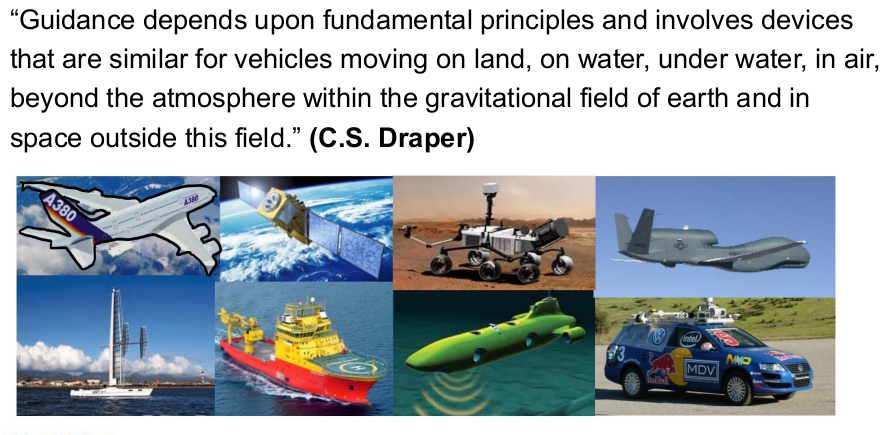 “Guidance depends upon fundamental principles and involves devices
that are similar for vehicles moving on land, on water, under water, in air,
beyond the atmosphere within the gravitational field of earth and in
space outside this field.” (C.S. Draper)
A380
A380
intel
MDV
Red Bull